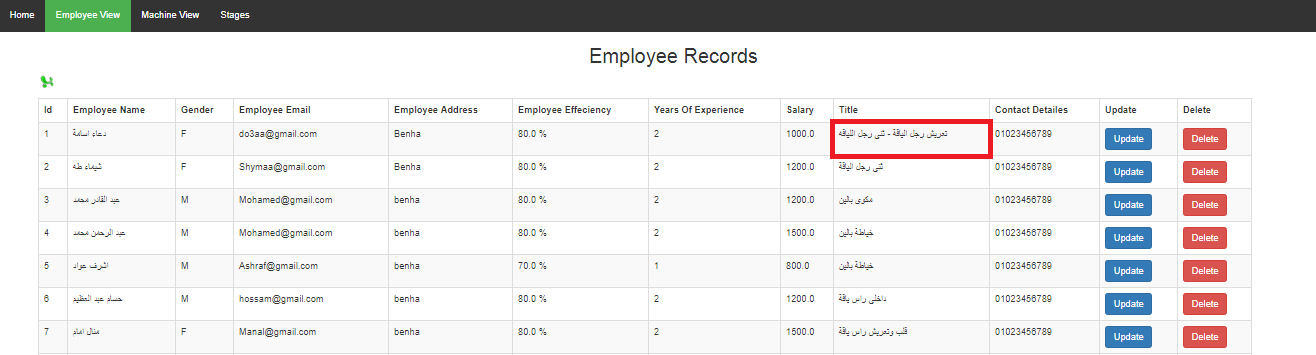 Home Employee View Machine View Stages
Employee Records
Id Employee Name Gender Employee Email Employee Address Employee Effeciency Years Of Experience Salary Title Contact Detailes Update Delete
1 دعاء اسامة F do3aa@gmail.com Benha 80.0 % 2 1000.0 تعريش رجل الياقة - ثنى رجل اللياقه 01023456789 Update Delete
2 شيماء طه F Shymaa@gmail.com Benha 80.0 % 2 1200.0 ثنى رجل الياقة 01023456789 Update Delete
3 عبد القادر محمد M Mohamed@gmail.com benha 80.0 % 2 1200.0 مكوى بالين 01023456789 Update Delete
4 عبد الرحمن محمد M Mohamed@gmail.com benha 80.0 % 2 1500.0 خياطة بالين 01023456789 Update Delete
5 اشرف عواد M Ashraf@gmail.com benha 70.0 % 1 800.0 خياطة بالين 01023456789 Update Delete
6 حسام عبد العظيم M hossam@gmail.com benha 80.0 % 2 1200.0 داخلى راس ياقة 01023456789 Update Delete
7 منال امام F Manal@gmail.com benha 80.0 % 2 1500.0 قلب وتعريش راس ياقة 01023456789 Update Delete